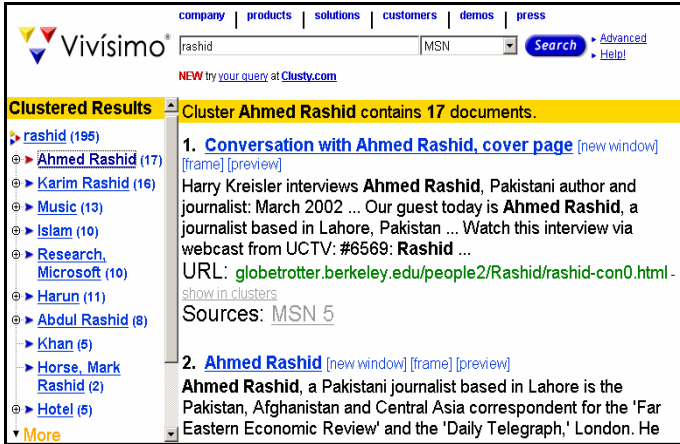 company | products | solutions | customers | demos | press
Vivísimo®
rashid
MSN
Search
Advanced
Help!
NEW try your query at Clusty.com
Clustered Results
rashid (195)
Ahmed Rashid (17)
Karim Rashid (16)
Music (13)
Islam (10)
Research,
Microsoft (10)
Harun (11)
Abdul Rashid (8)
Khan (5)
Horse, Mark
Rashid (2)
Hotel (5)
More
Cluster Ahmed Rashid contains 17 documents.
1. Conversation with Ahmed Rashid, cover page [new window]
[frame] [preview]
Harry Kreisler interviews Ahmed Rashid, Pakistani author and
journalist: March 2002 ... Our guest today is Ahmed Rashid, a
journalist based in Lahore, Pakistan ... Watch this interview via
webcast from UCTV: #6569: Rashid ...
URL: globetrotter.berkeley.edu/people2/Rashid/rashid-con0.html -
show in clusters
Sources: MSN 5
2. Ahmed Rashid [new window] [frame] [preview]
Ahmed Rashid, a Pakistani journalist based in Lahore is the
Pakistan, Afghanistan and Central Asia correspondent for the 'Far
Eastern Economic Review' and the 'Daily Telegraph,' London. He